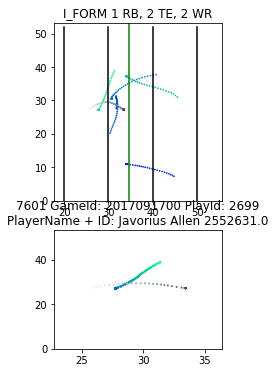 I_FORM 1 RB, 2 TE, 2 WR
50
40
30
20
10
0
20 30 40 50
7601 GameId: 2017091700 PlayId: 2699
PlayerName + ID: Javorius Allen 2552631.0
40
20
0
25 30 35